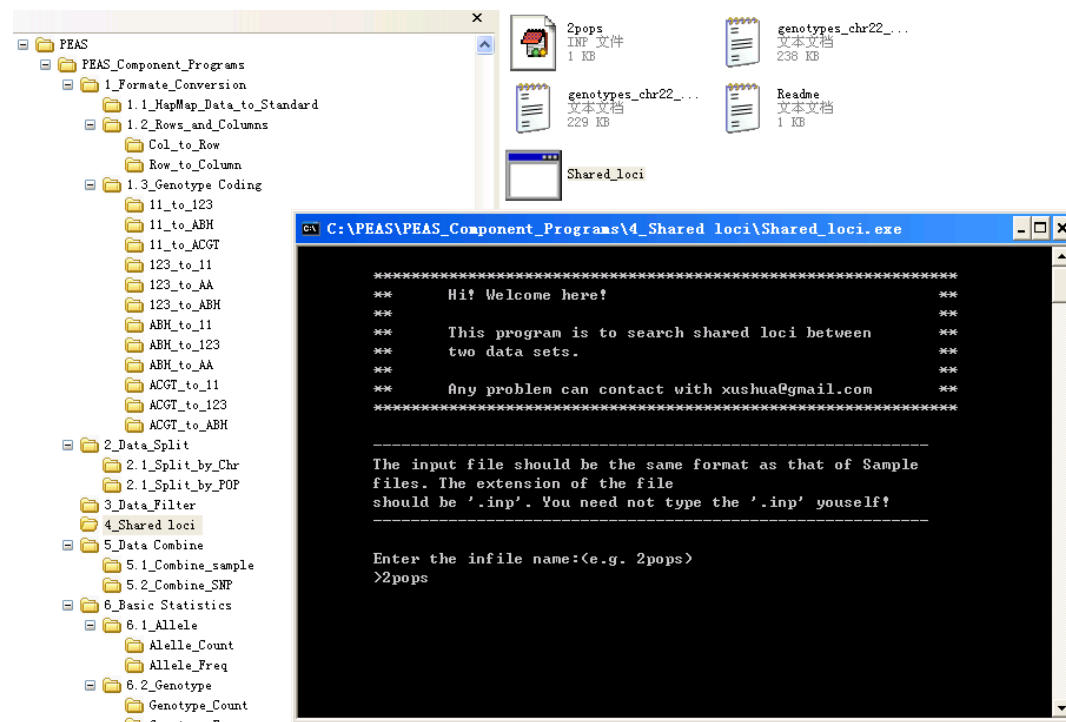 PEAS
PEAS_Component_Programs
1_Formate_Conversion
1.1_HapMap_Data_to_Standard
1.2_Rows_and_Columns
Col_to_Row
Row_to_Column
1.3_Genotype Coding
11_to_123
11_to_ABH
11_to_ACGT
123_to_11
123_to_AA
123_to_ABH
ABH_to_11
ABH_to_123
ABH_to_AA
ACGT_to_11
ACGT_to_123
ACGT_to_ABH
2_Data_Split
2.1_Split_by_Chr
2.1_Split_by_POP
3_Data_Filter
4_Shared loci
5_Data Combine
5.1_Combine_sample
5.2_Combine_SNP
6_Basic Statistics
6.1_Allele
Alelle_Count
Allele_Freq
6.2_Genotype
Genotype_Count
2pops
INP 文件
1 KB
genotypes_chr22_...
文本文档
238 KB
genotypes_chr22_...
文本文档
229 KB
Readme
文本文档
1 KB
Shared_loci
C:\PEAS\PEAS_Component_Programs\4_Shared loci\Shared_loci.exe
**************************************************************
** Hi! Welcome here! **
** **
** This program is to search shared loci between **
** two data sets. **
** **
** Any problem can contact with xushua@gmail.com **
**************************************************************
-----------------------------------------------------------
The input file should be the same format as that of Sample
files. The extension of the file
should be '.inp'. You need not type the '.inp' youself!
-----------------------------------------------------------
Enter the infile name:(e.g. 2pops)
>2pops